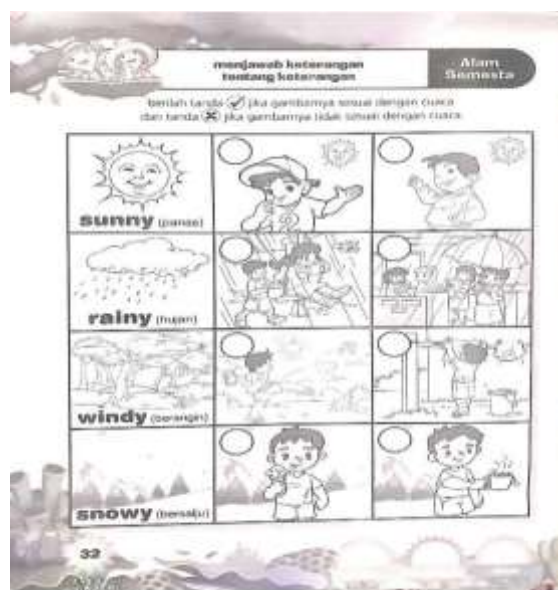 menjawab keterangan
tentang keterangan
Alam
Semesta
berilah tanda ✓ jika gambarnya sesuai dengan cuaca
dan tanda ✗ jika gambarnya tidak sesuai dengan cuaca
sunny (panas)
rainy (hujan)
windy (berangin)
snowy (bersalju)
32